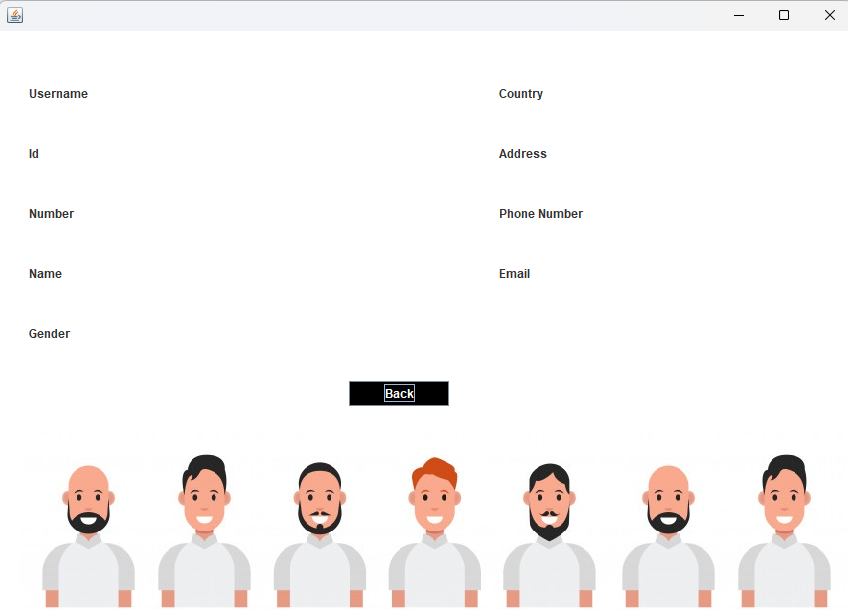 Username
Country
Id
Address
Number
Phone Number
Name
Email
Gender
Back